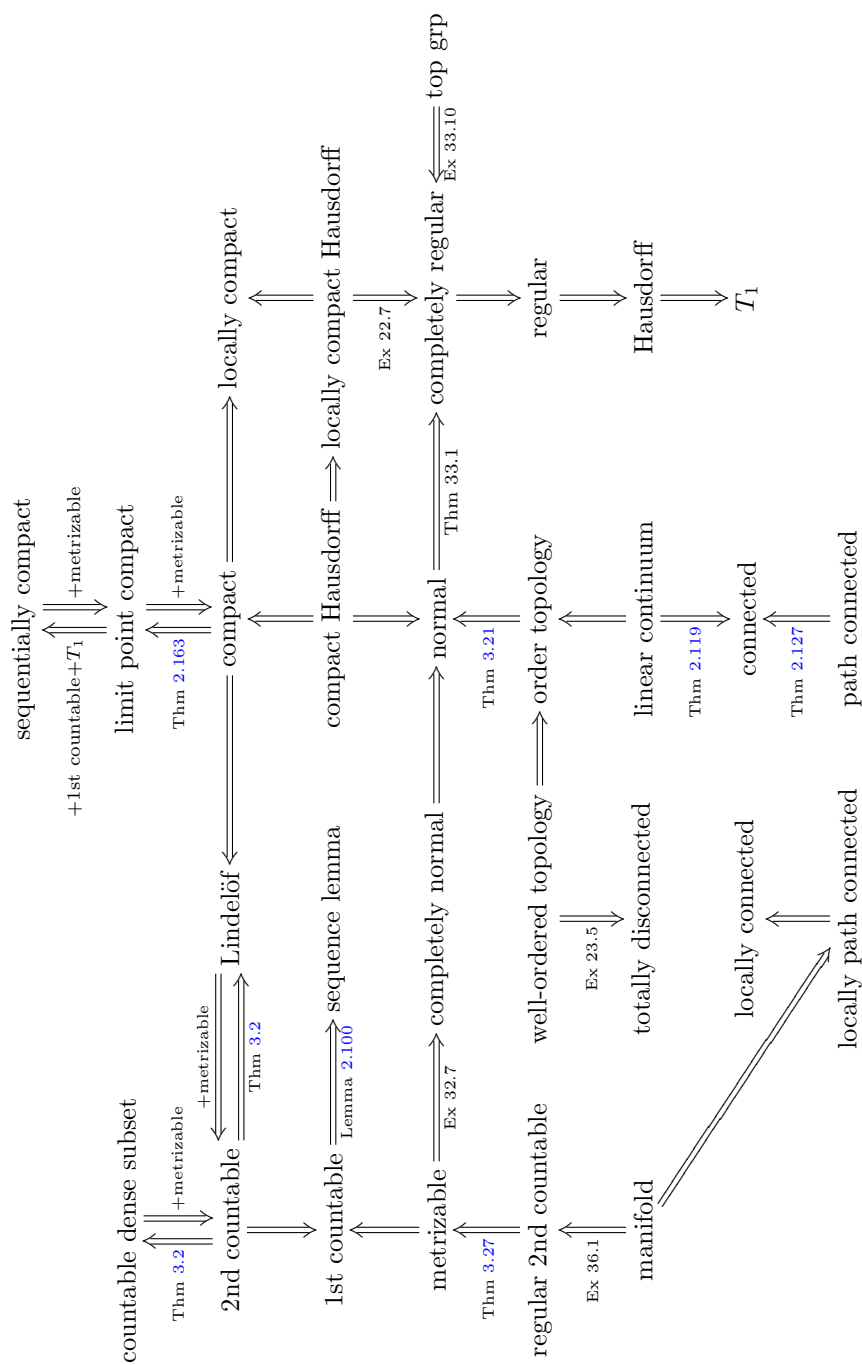 sequentially compact
+1st countable+T₁
+metrizable
countable dense subset
limit point compact
Thm 3.2
+metrizable
Thm 2.163
+metrizable
2nd countable
+metrizable
Thm 3.2
Lindelöf
compact
locally compact
1st countable
Lemma 2.100
sequence lemma
compact Hausdorff
locally compact Hausdorff
Ex 22.7
metrizable
Ex 32.7
completely normal
normal
Thm 33.1
completely regular
Ex 33.10
top grp
Thm 3.27
Thm 3.21
regular 2nd countable
well-ordered topology
order topology
regular
Ex 36.1
Ex 23.5
manifold
totally disconnected
linear continuum
Hausdorff
Thm 2.119
locally connected
connected
T₁
Thm 2.127
locally path connected
path connected